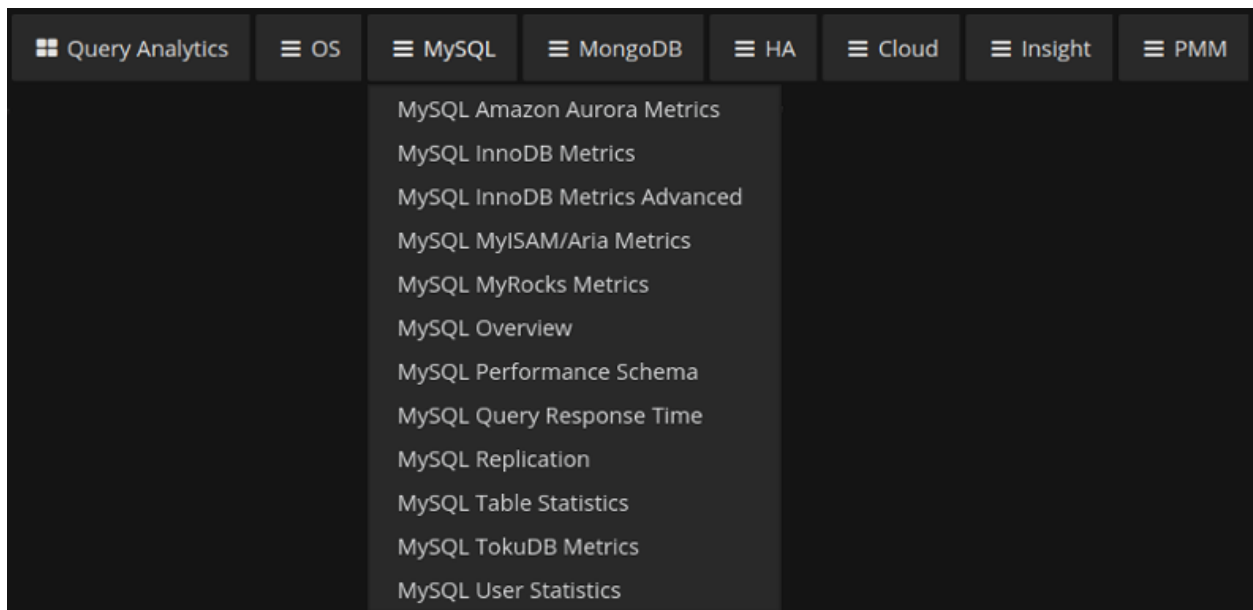 Query Analytics OS MySQL MongoDB HA Cloud Insight PMM
MySQL Amazon Aurora Metrics
MySQL InnoDB Metrics
MySQL InnoDB Metrics Advanced
MySQL MyISAM/Aria Metrics
MySQL MyRocks Metrics
MySQL Overview
MySQL Performance Schema
MySQL Query Response Time
MySQL Replication
MySQL Table Statistics
MySQL TokuDB Metrics
MySQL User Statistics